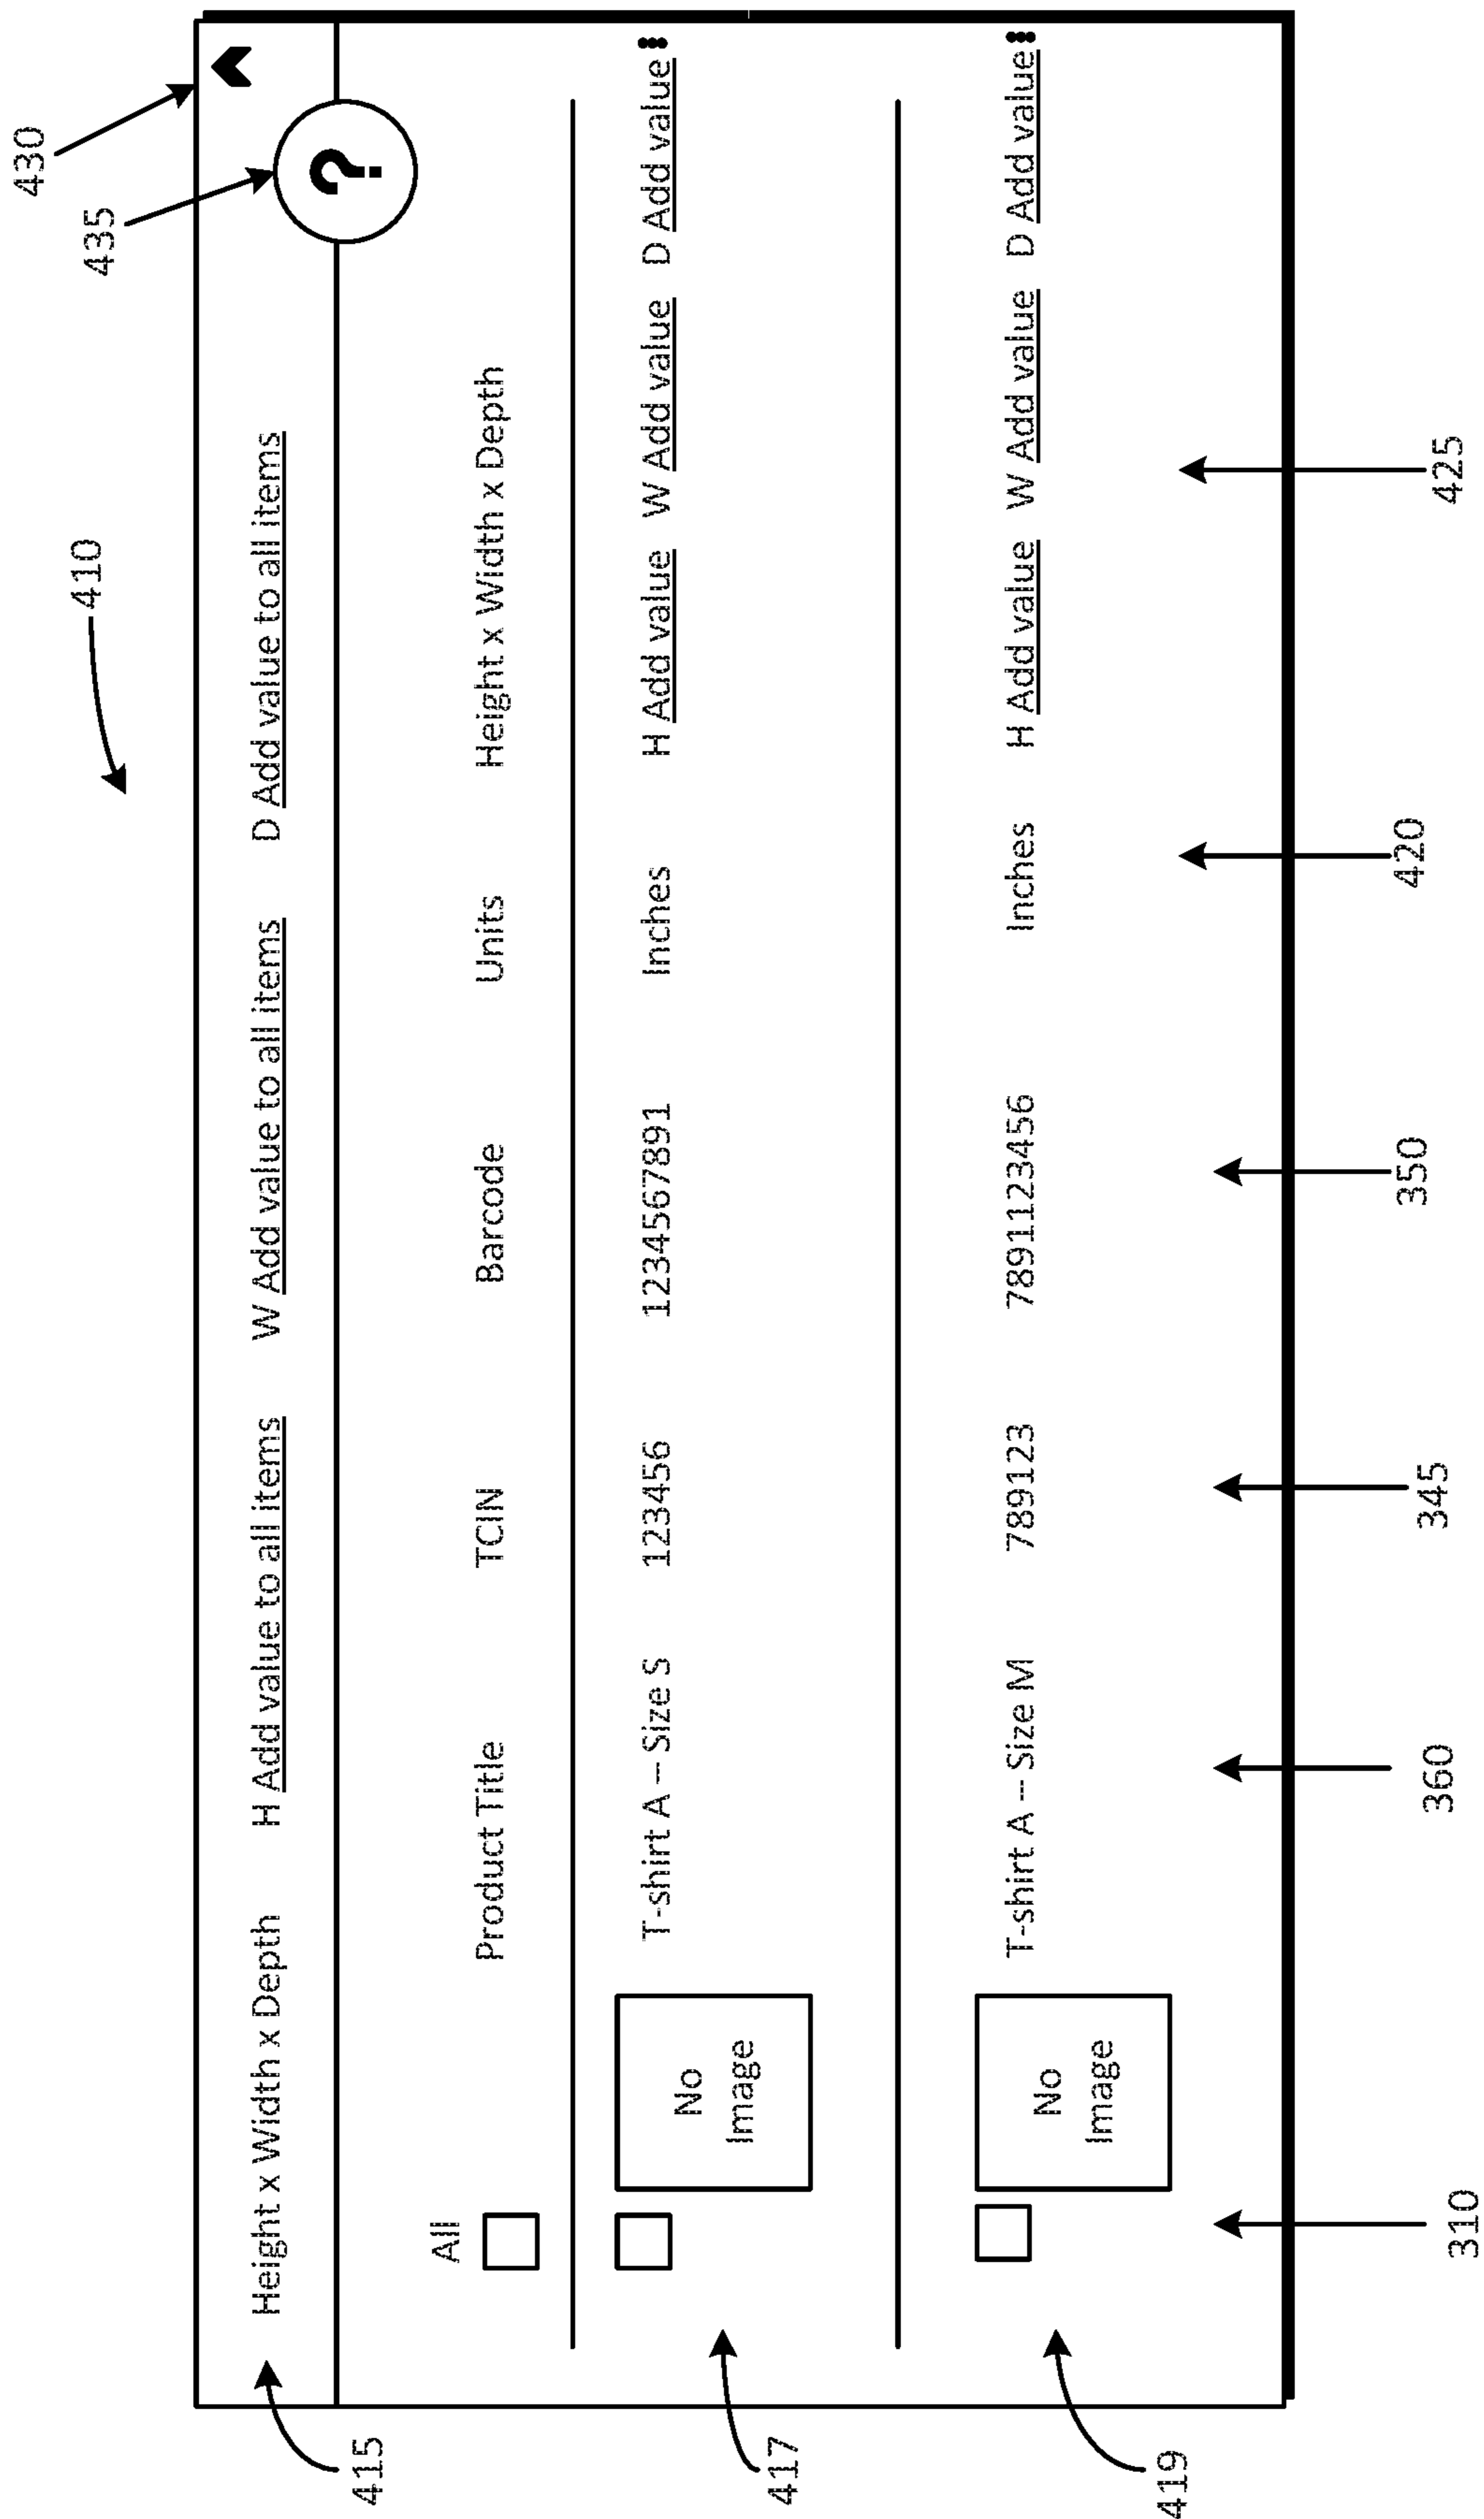 430
410
435
Height x Width x Depth H Add value to all items W Add value to all items D Add value to all items
?
415
All
Product Title TCIN Barcode Units Height x Width x Depth
T-shirt A – Size S 123456 1234567891 Inches H Add value W Add value D Add value
No
Image
417
T-shirt A -- Size M 789123 7891123456 Inches H Add value W Add value D Add value
No
Image
419
310 360 345 350 420 425